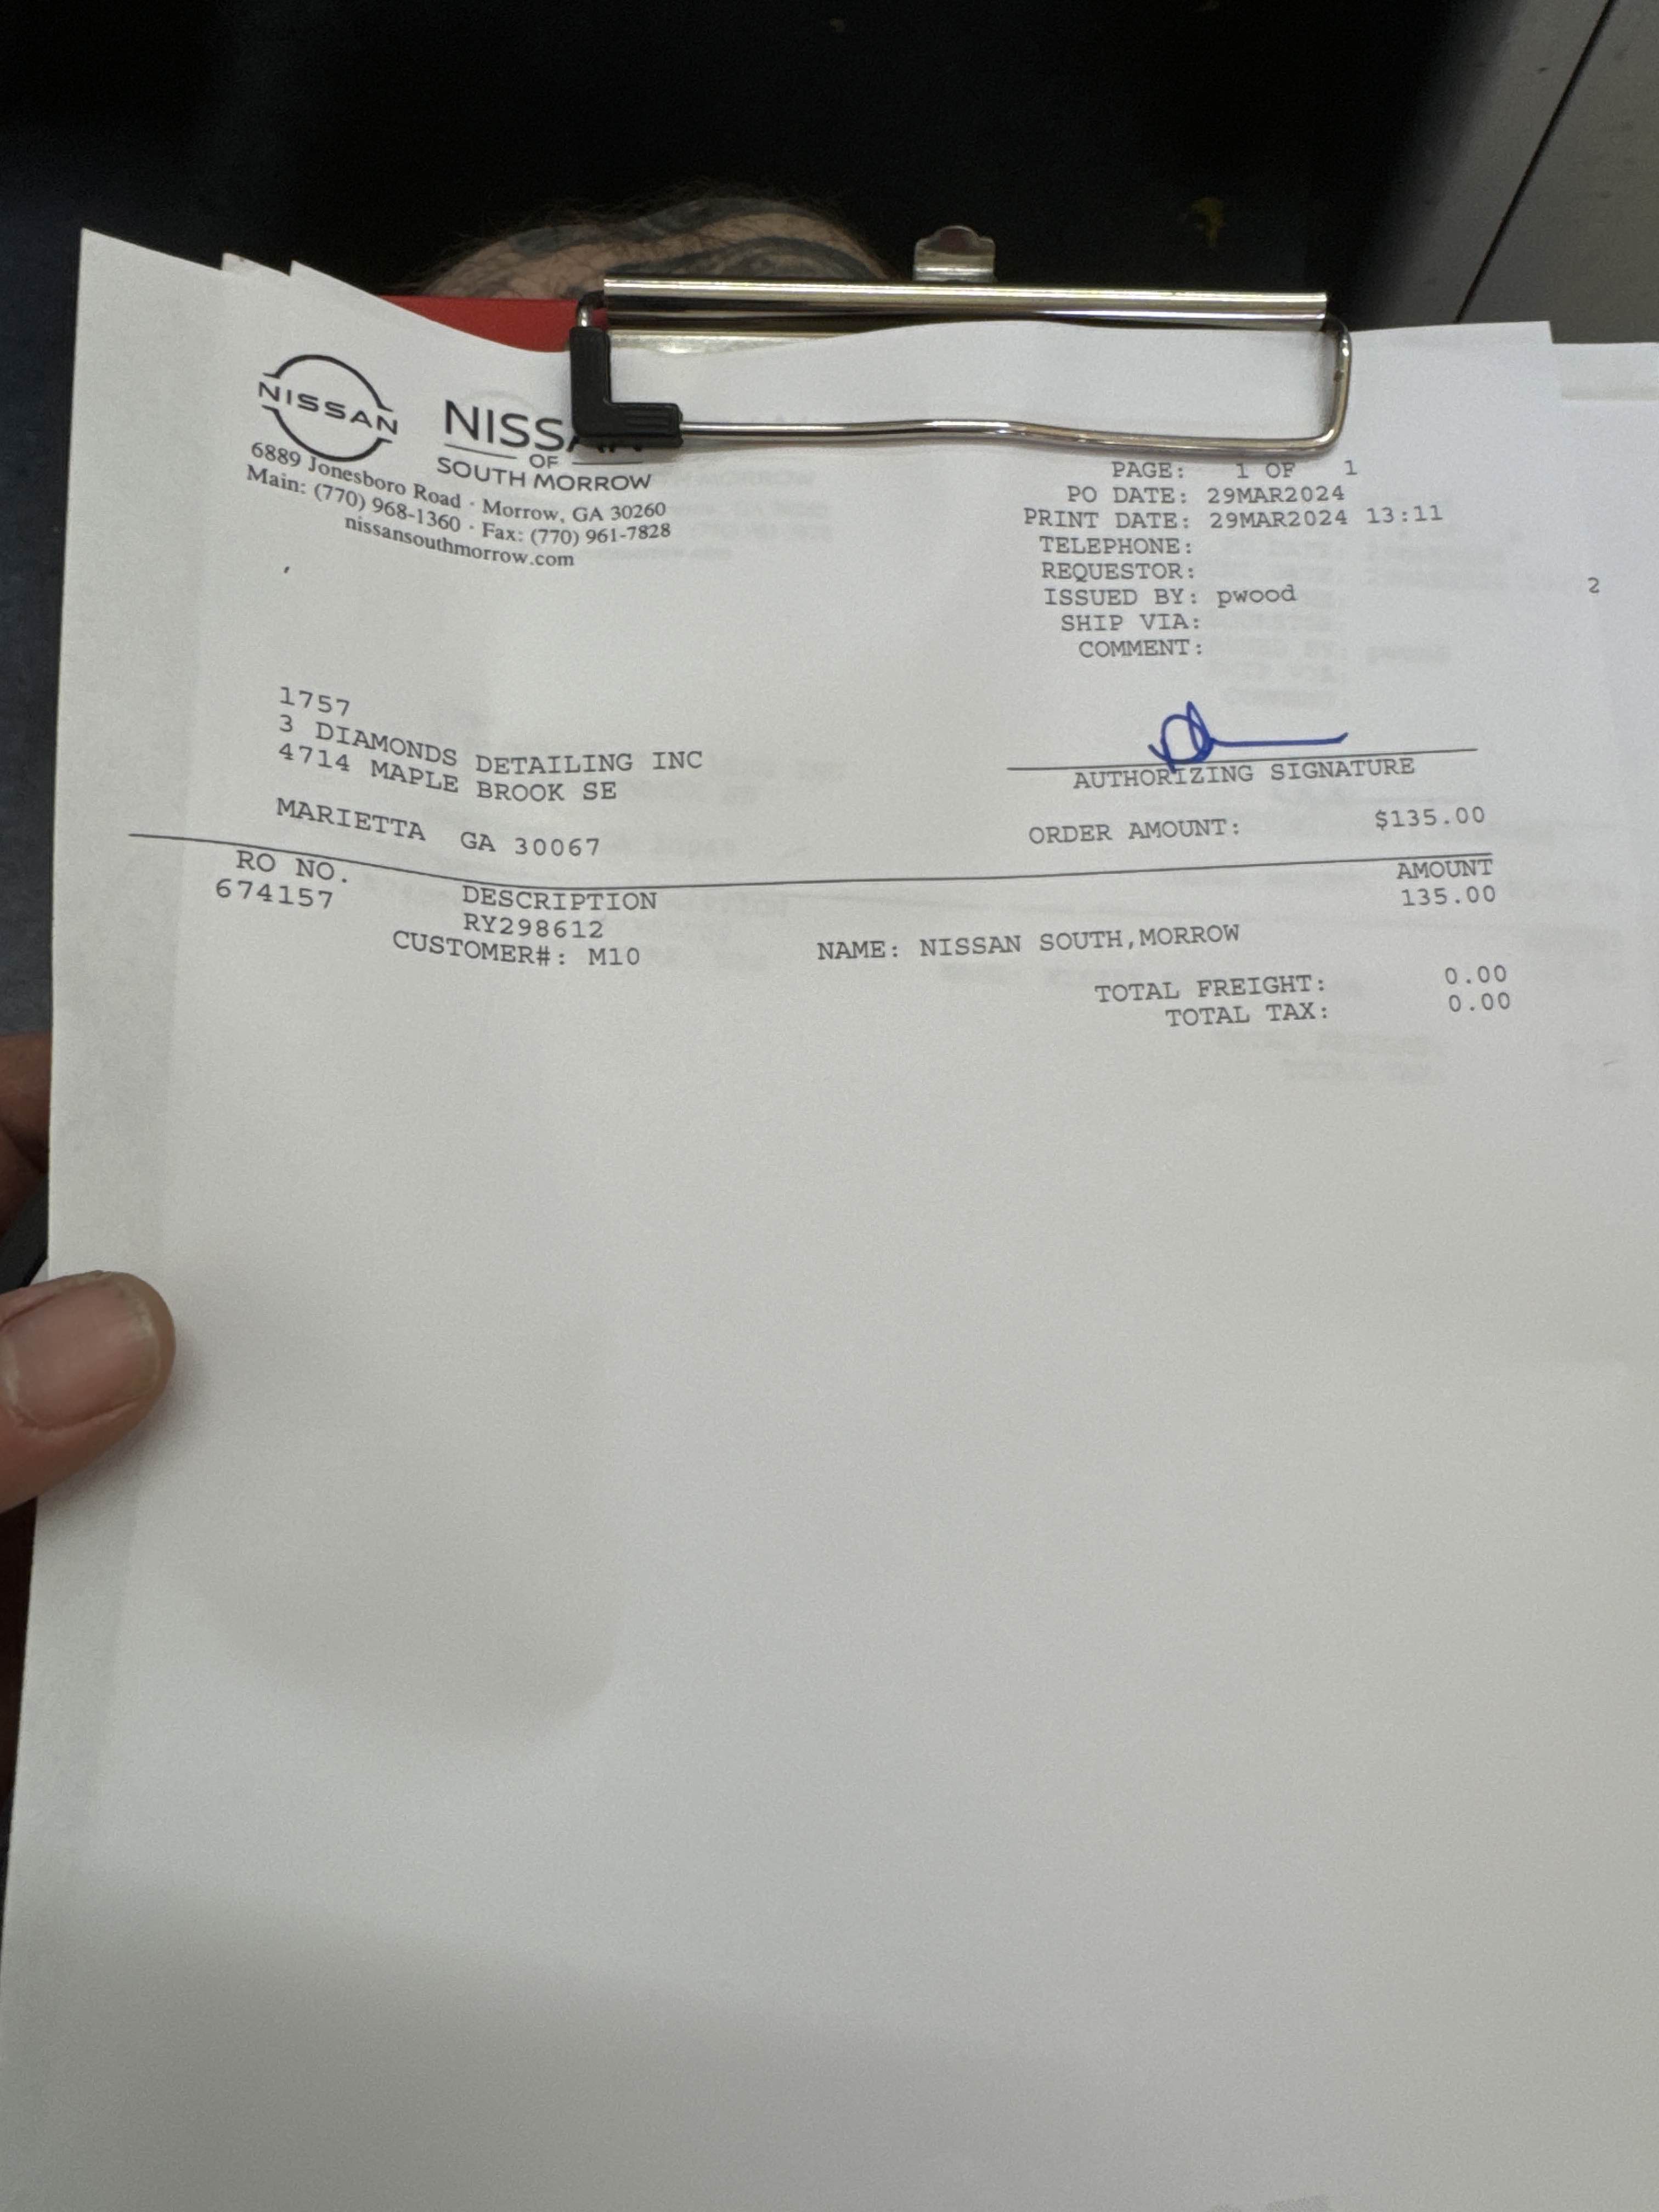 NISSAN
NISSAN
OF
SOUTH MORROW
6889 Jonesboro Road · Morrow, GA 30260
Main: (770) 968-1360 · Fax: (770) 961-7828
nissansouthmorrow.com
PAGE: 1 OF 1
PO DATE: 29MAR2024
PRINT DATE: 29MAR2024 13:11
TELEPHONE:
REQUESTOR:
ISSUED BY: pwood
SHIP VIA:
COMMENT:
2
1757
3 DIAMONDS DETAILING INC
4714 MAPLE BROOK SE
MARIETTA GA 30067
AUTHORIZING SIGNATURE
ORDER AMOUNT: $135.00
RO NO. DESCRIPTION AMOUNT
674157 RY298612 135.00
CUSTOMER#: M10 NAME: NISSAN SOUTH,MORROW
TOTAL FREIGHT: 0.00
TOTAL TAX: 0.00